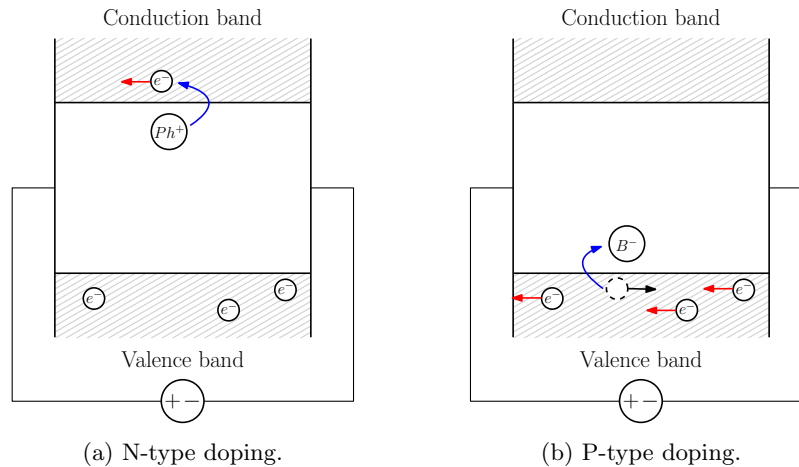 Conduction band
e⁻
Ph⁺
e⁻
e⁻
e⁻
Valence band
+ −
(a) N-type doping.
Conduction band
B⁻
e⁻
e⁻
e⁻
Valence band
+ −
(b) P-type doping.